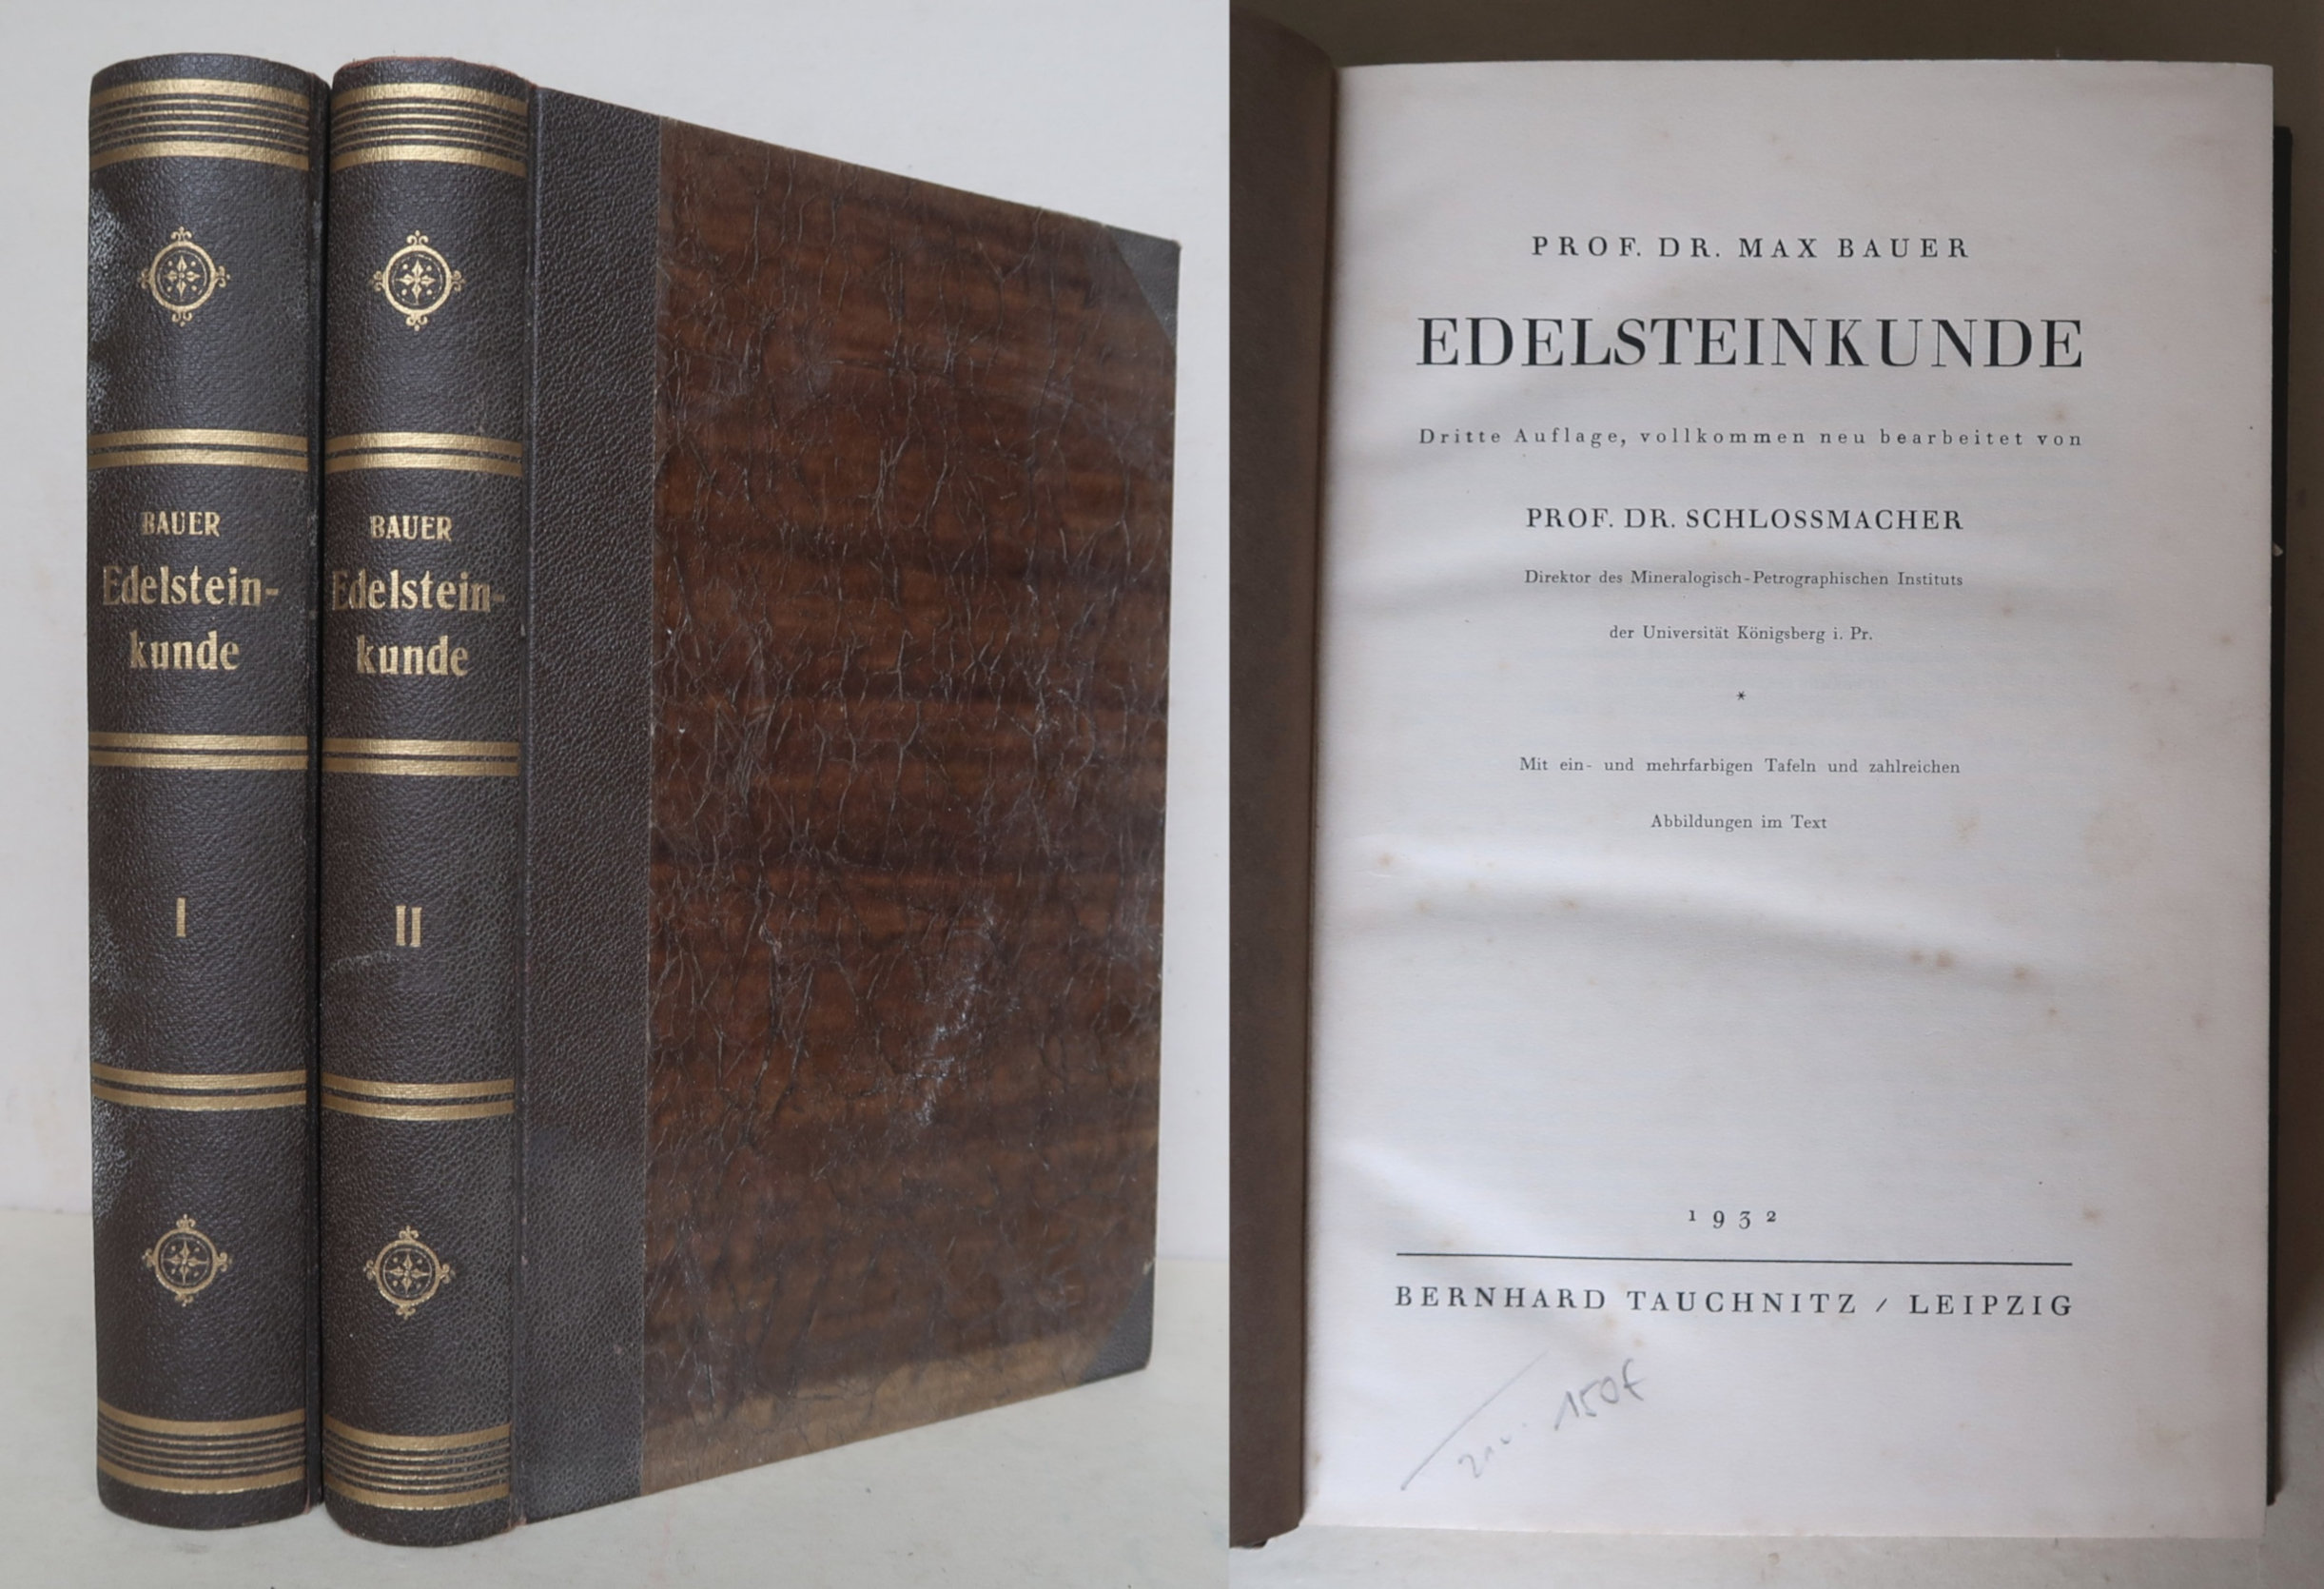 BAUER
Edelstein-
kunde
I
BAUER
Edelstein-
kunde
II
PROF. DR. MAX BAUER
EDELSTEINKUNDE
Dritte Auflage, vollkommen neu bearbeitet von
PROF. DR. SCHLOSSMACHER
Direktor des Mineralogisch-Petrographischen Instituts
der Universität Königsberg i. Pr.
*
Mit ein- und mehrfarbigen Tafeln und zahlreichen
Abbildungen im Text
1932
BERNHARD TAUCHNITZ / LEIPZIG
150€